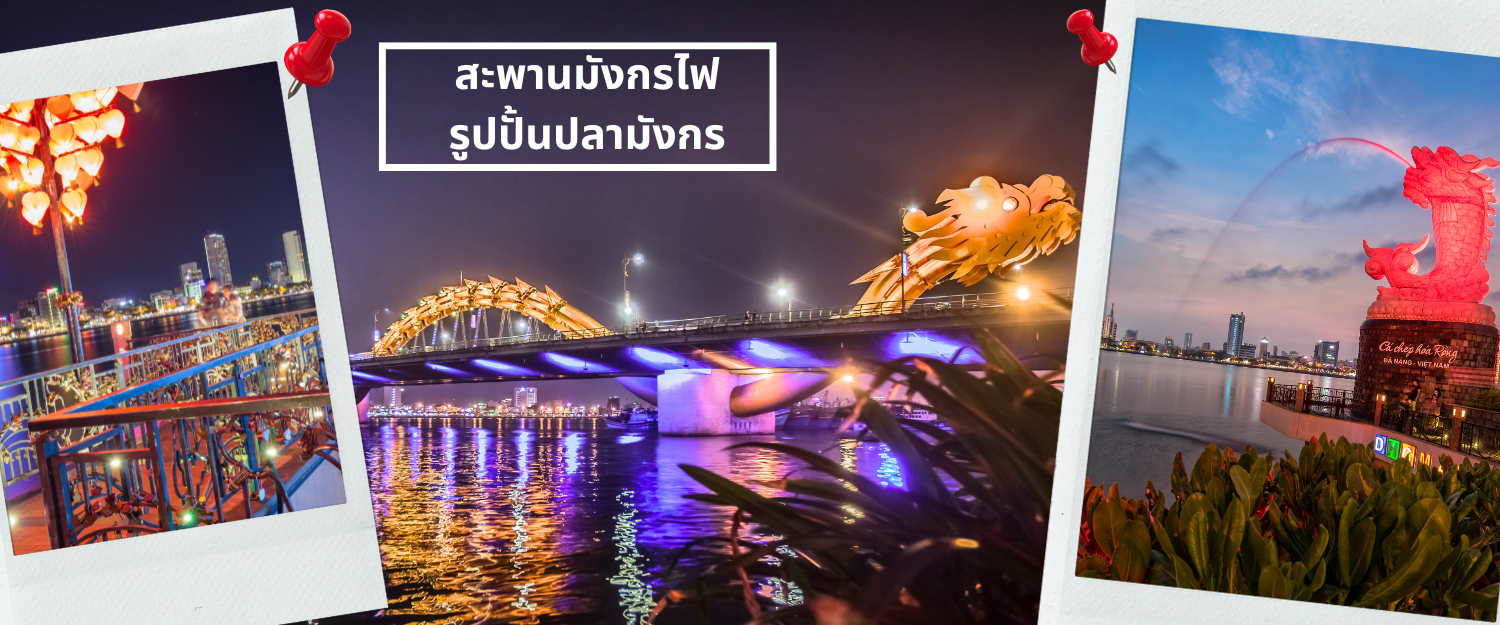 สะพานมังกรไฟ
รูปปั้นปลามังกร
Cá chép hóa Rồng
ĐÀ NẴNG - VIỆT NAM
DH